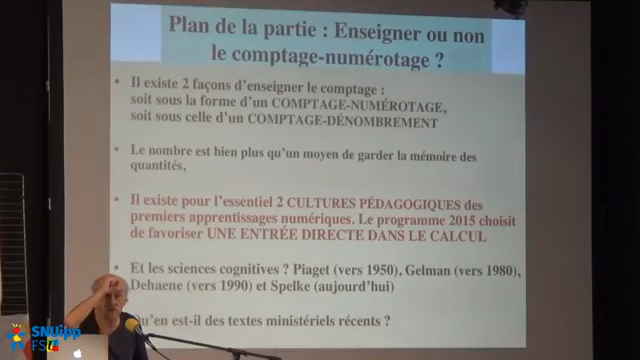 Plan de la partie : Enseigner ou non
le comptage-numérotage ?
• Il existe 2 façons d'enseigner le comptage :
soit sous la forme d'un COMPTAGE-NUMÉROTAGE,
soit sous celle d'un COMPTAGE-DÉNOMBREMENT
• Le nombre est bien plus qu'un moyen de garder la mémoire des
quantités,
• Il existe pour l'essentiel 2 CULTURES PÉDAGOGIQUES des
premiers apprentissages numériques. Le programme 2015 choisit
de favoriser UNE ENTRÉE DIRECTE DANS LE CALCUL
• Et les sciences cognitives ? Piaget (vers 1950), Gelman (vers 1980),
Dehaene (vers 1990) et Spelke (aujourd'hui)
u'en est-il des textes ministériels récents ?
SNUipp
FSU